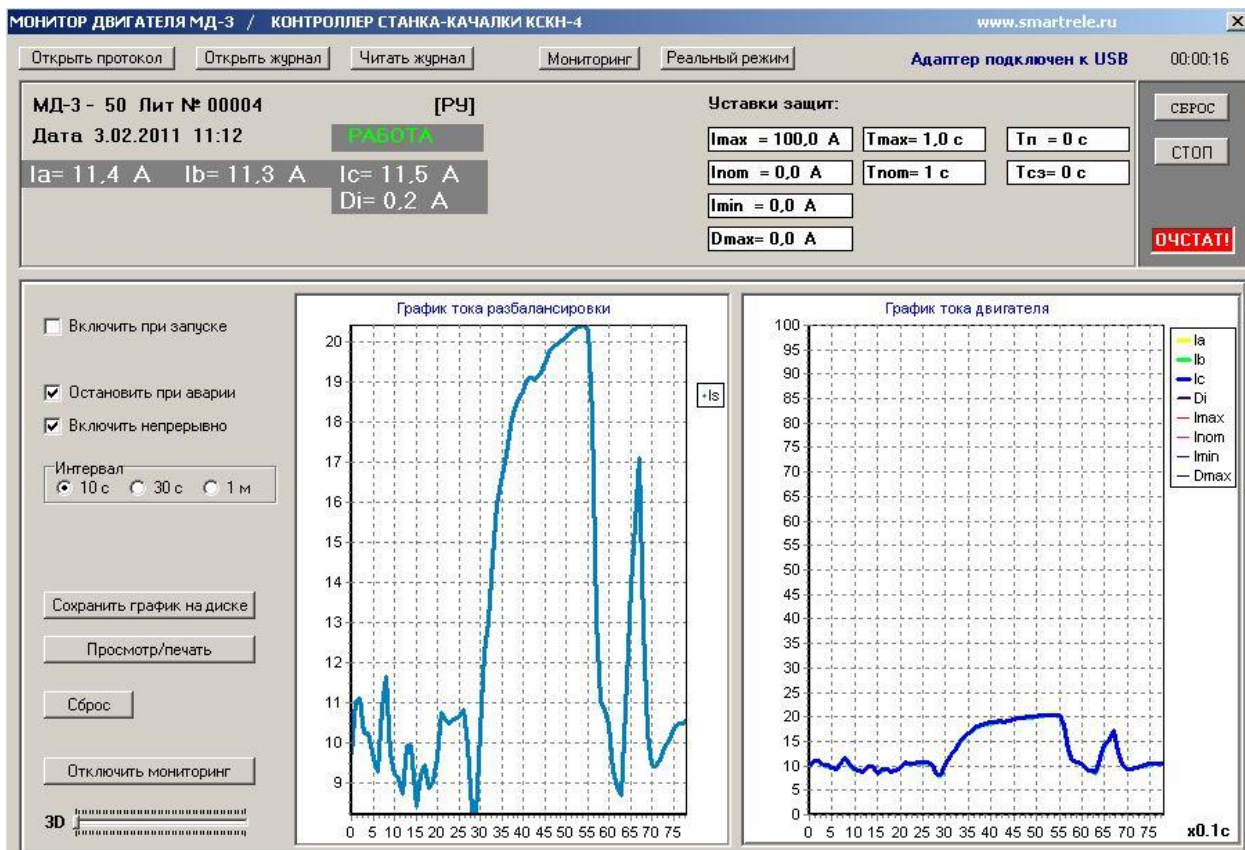 МОНИТОР ДВИГАТЕЛЯ МД-3 / КОНТРОЛЛЕР СТАНКА-КАЧАЛКИ КСКН-4 www.smartrele.ru X
Открыть протокол Открыть журнал Читать журнал Мониторинг Реальный режим Адаптер подключен к USB 00:00:16
МД-3 - 50 Лит № 00004 [РУ] Уставки защит: СБРОС
Дата 3.02.2011 11:12 РАБОТА Imax = 100,0 А Tmax= 1,0 с Тп = 0 с СТОП
Ia= 11,4 А Ib= 11,3 А Ic= 11,5 А Inom = 0,0 А Tnom= 1 с Тсз= 0 с
Di= 0,2 А Imin = 0,0 А
Dmax= 0,0 А ОЧСТАТ!
Включить при запуске
Остановить при аварии
Включить непрерывно
Интервал
10 с 30 с 1 м
Сохранить график на диске
Просмотр/печать
Сброс
Отключить мониторинг
3D
График тока разбалансировки
20
19
18
17
16
15
14
13
12
11
10
9
0 5 10 15 20 25 30 35 40 45 50 55 60 65 70 75
Is
График тока двигателя
100
95
90
85
80
75
70
65
60
55
50
45
40
35
30
25
20
15
10
5
0
0 5 10 15 20 25 30 35 40 45 50 55 60 65 70 75 x0.1с
Ia
Ib
Ic
Di
Imax
Inom
Imin
Dmax